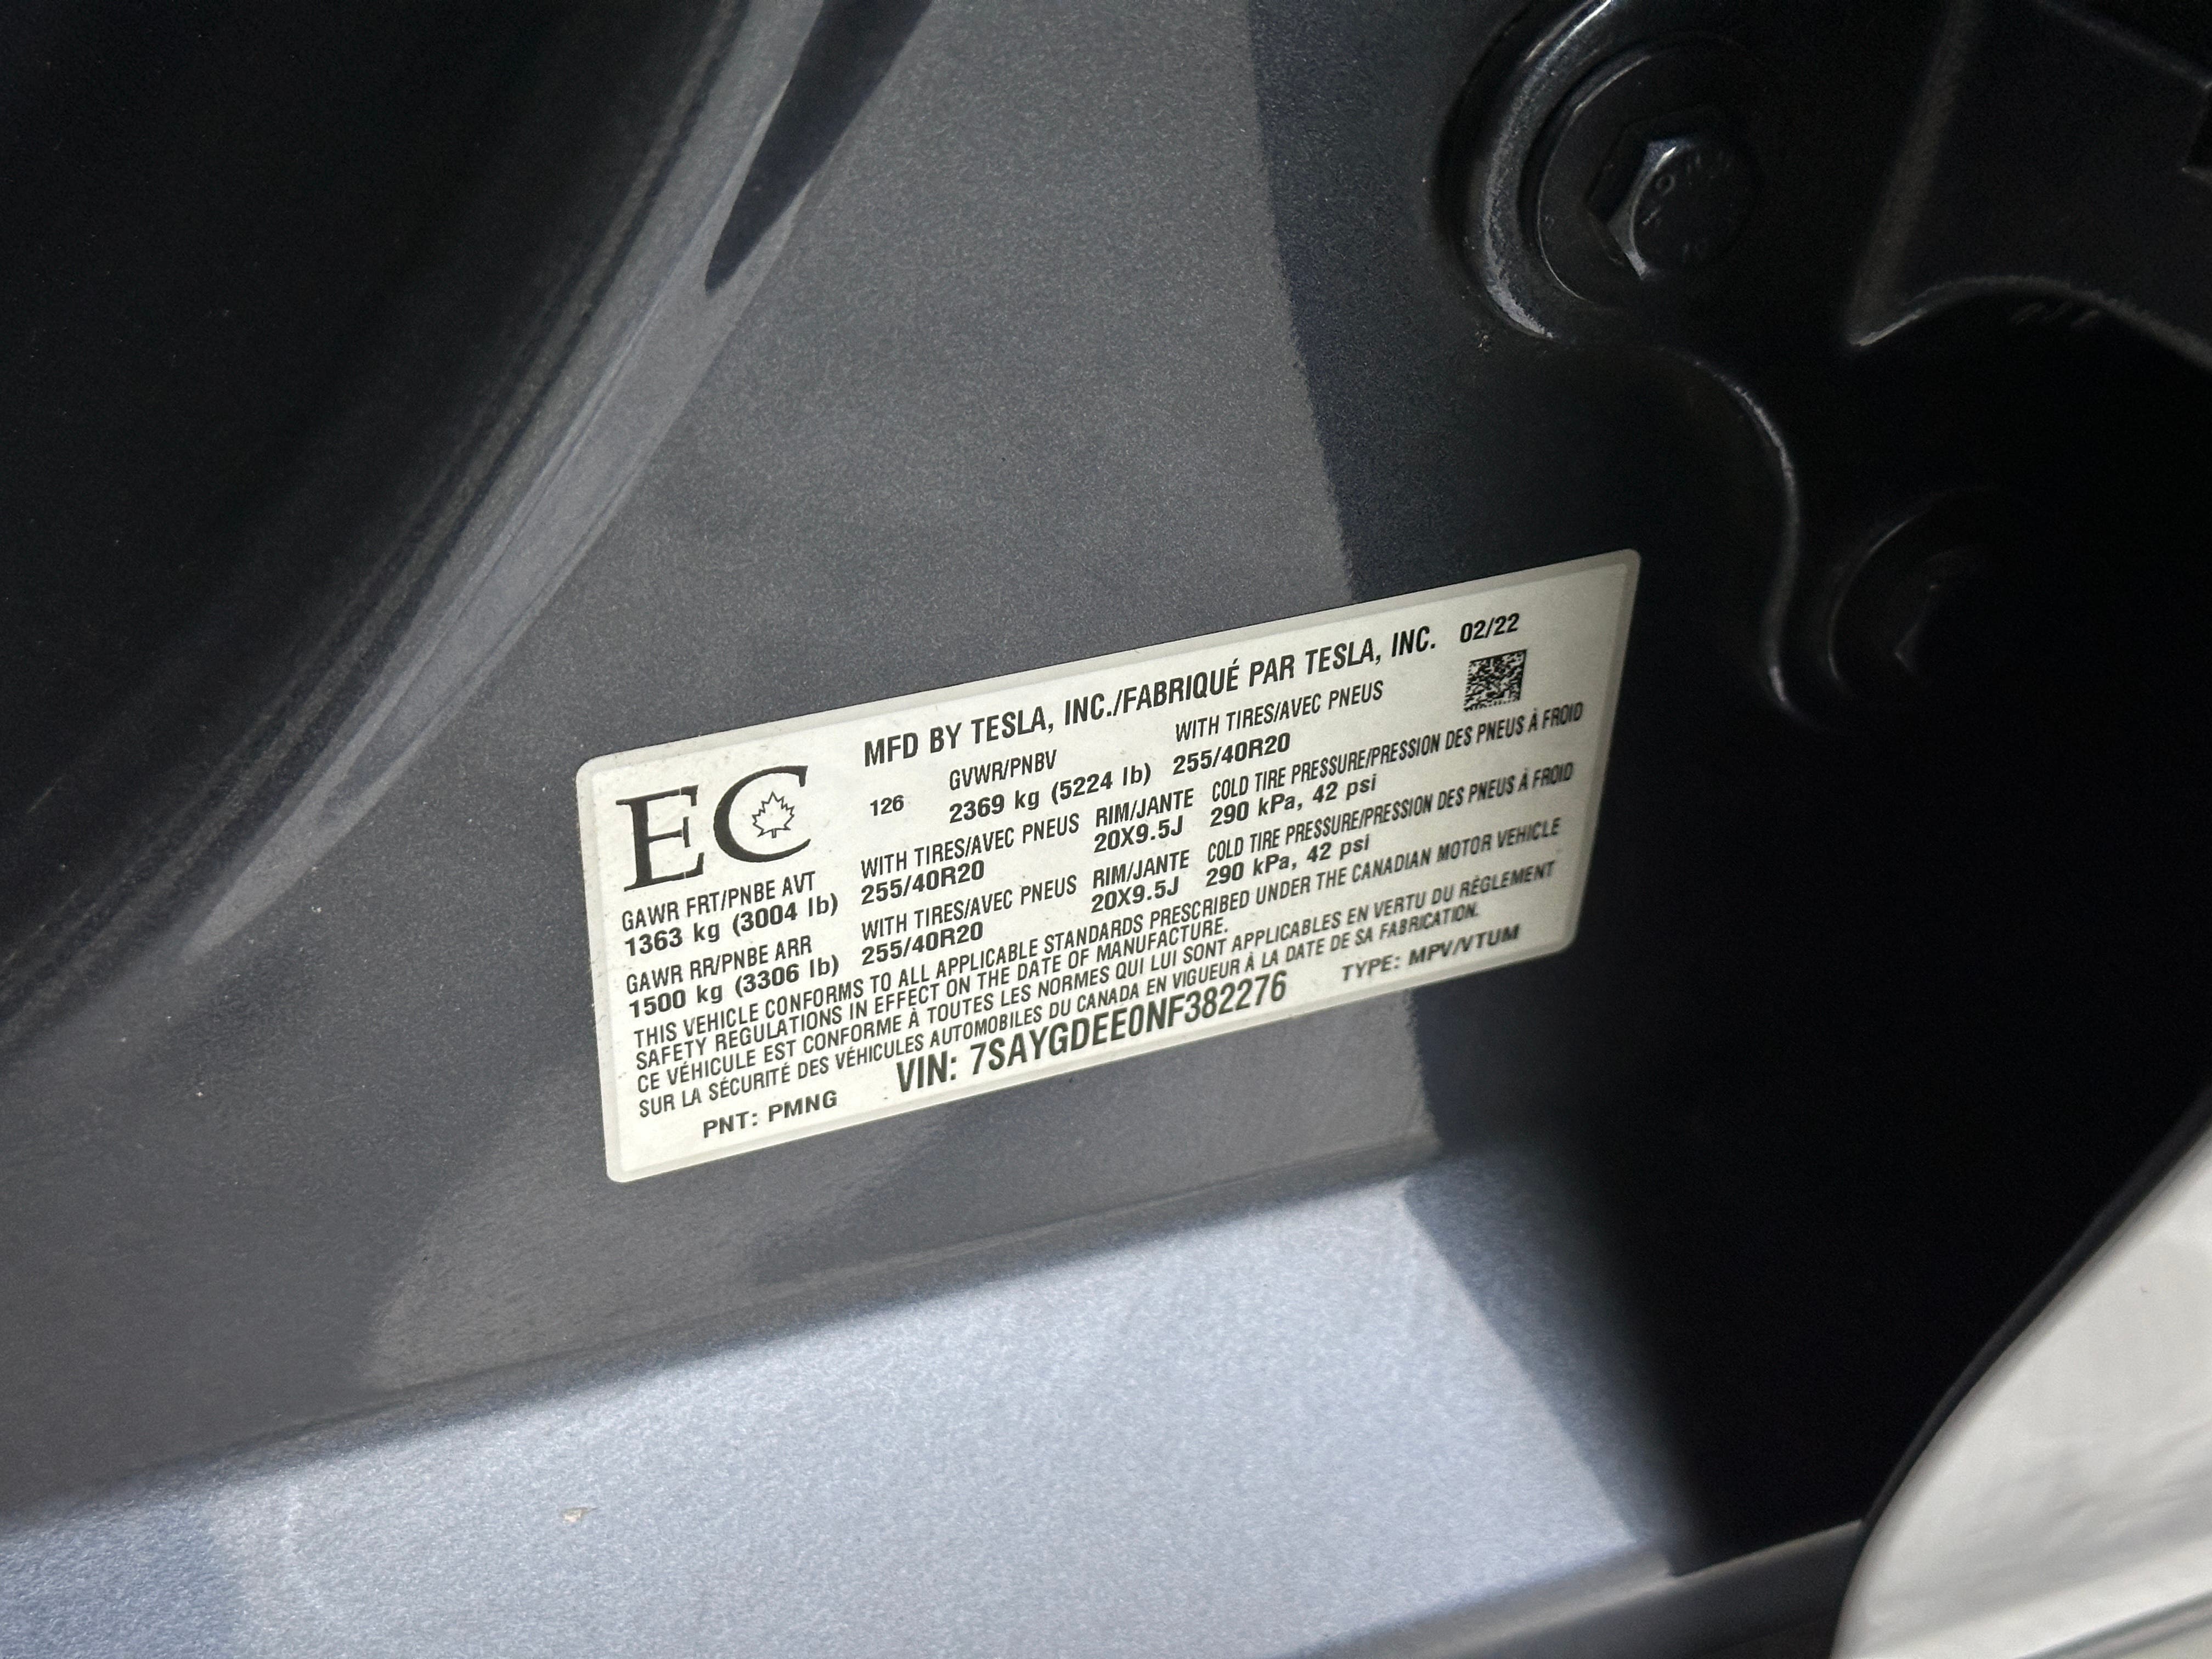 MFD BY TESLA, INC./FABRIQUÉ PAR TESLA, INC. 02/22
EC
126
GVWR/PNBV WITH TIRES/AVEC PNEUS
2369 kg (5224 lb) 255/40R20
GAWR FRT/PNBE AVT WITH TIRES/AVEC PNEUS RIM/JANTE COLD TIRE PRESSURE/PRESSION DES PNEUS À FROID
1363 kg (3004 lb) 255/40R20 20X9.5J 290 kPa, 42 psi
GAWR RR/PNBE ARR WITH TIRES/AVEC PNEUS RIM/JANTE COLD TIRE PRESSURE/PRESSION DES PNEUS À FROID
1500 kg (3306 lb) 255/40R20 20X9.5J 290 kPa, 42 psi
THIS VEHICLE CONFORMS TO ALL APPLICABLE STANDARDS PRESCRIBED UNDER THE CANADIAN MOTOR VEHICLE
SAFETY REGULATIONS IN EFFECT ON THE DATE OF MANUFACTURE.
CE VÉHICULE EST CONFORME À TOUTES LES NORMES QUI LUI SONT APPLICABLES EN VERTU DU RÈGLEMENT
SUR LA SÉCURITÉ DES VÉHICULES AUTOMOBILES DU CANADA EN VIGUEUR À LA DATE DE SA FABRICATION.
PNT: PMNG VIN: 7SAYGDEE0NF382276 TYPE: MPV/VTUM